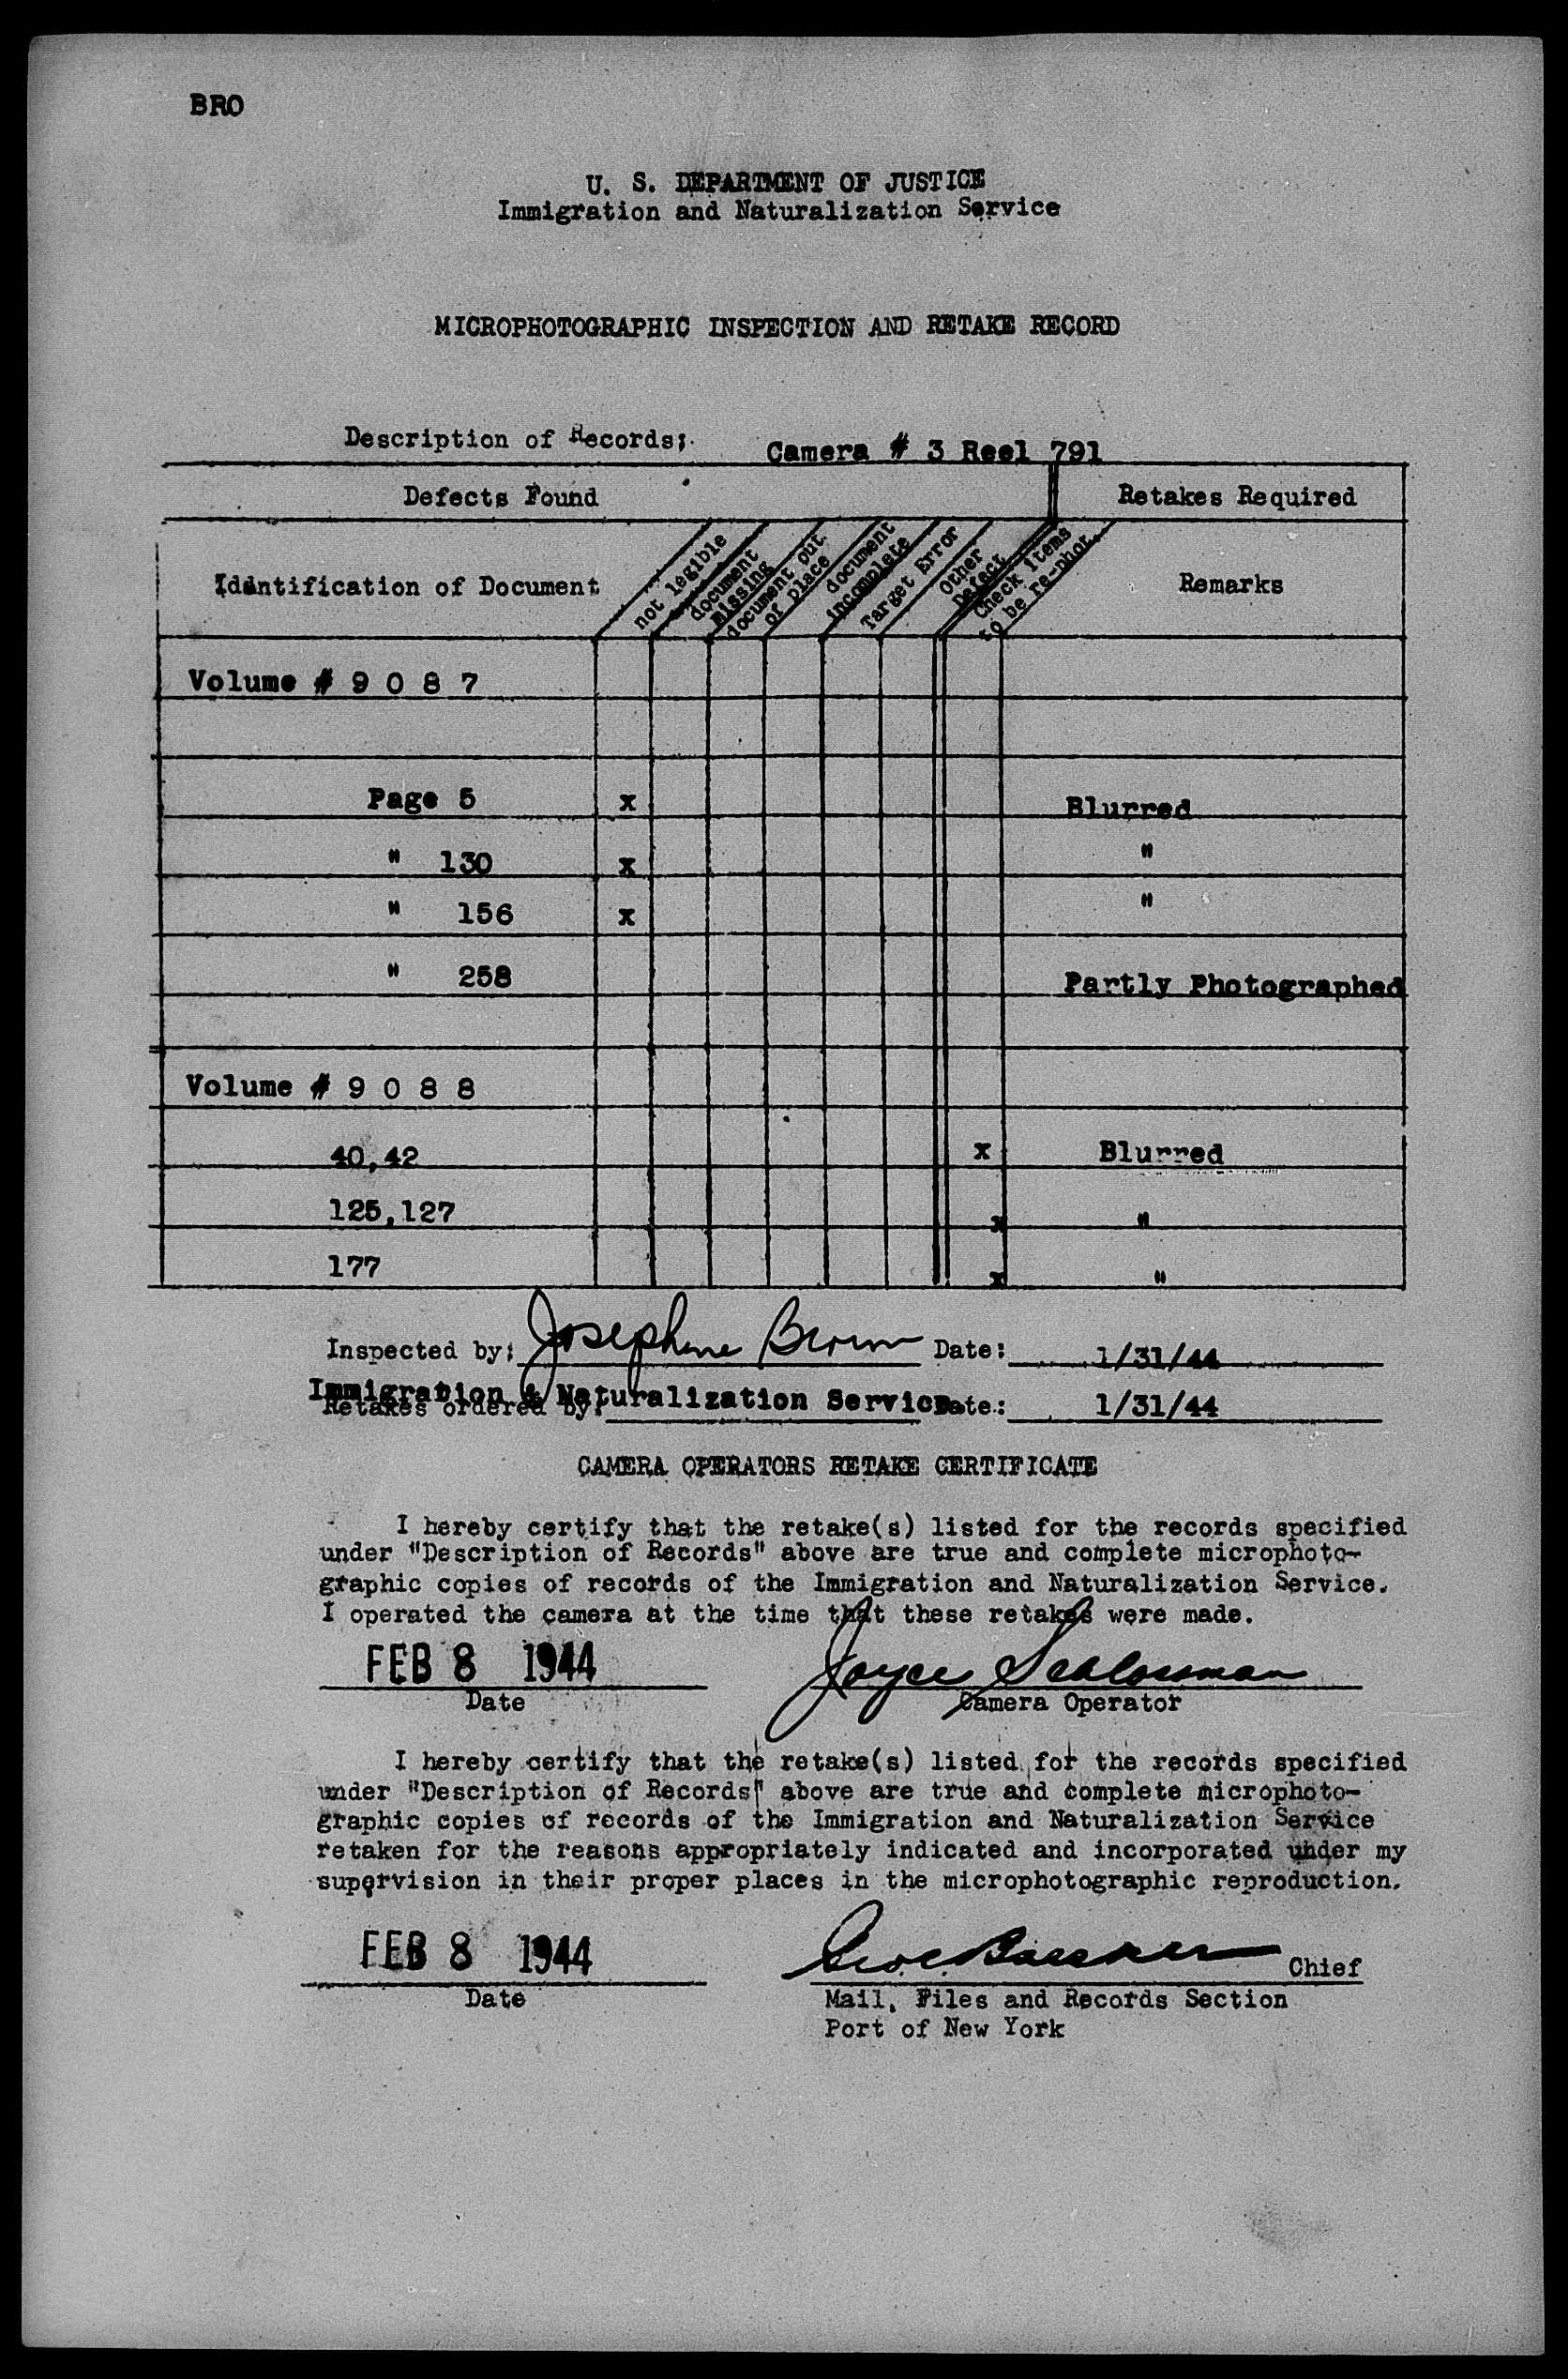 BRO
U. S. DEPARTMENT OF JUSTICE
Immigration and Naturalization Service
MICROPHOTOGRAPHIC INSPECTION AND RETAKE RECORD
Description of Records: Camera # 3 Reel 791
Defects Found Retakes Required
Identification of Document not legible document missing document out of place document incomplete Target Error Other Defect Check items to be re-phot. Remarks
Volume # 9 0 8 7
Page 5 x Blurred
" 130 x "
" 156 x "
" 258 Partly Photographed
Volume # 9 0 8 8
40,42 x Blurred
125,127 x "
177 x "
Inspected by: Josephine Brown Date: 1/31/44
Immigration & Naturalization Service
Retakes ordered by: Date: 1/31/44
CAMERA OPERATORS RETAKE CERTIFICATE
I hereby certify that the retake(s) listed for the records specified
under "Description of Records" above are true and complete microphoto-
graphic copies of records of the Immigration and Naturalization Service.
I operated the camera at the time that these retakes were made.
FEB 8 1944 Joyce Schlossman
Date Camera Operator
I hereby certify that the retake(s) listed for the records specified
under "Description of Records" above are true and complete microphoto-
graphic copies of records of the Immigration and Naturalization Service
retaken for the reasons appropriately indicated and incorporated under my
supervision in their proper places in the microphotographic reproduction.
FEB 8 1944 Chief
Date Mail, Files and Records Section
Port of New York